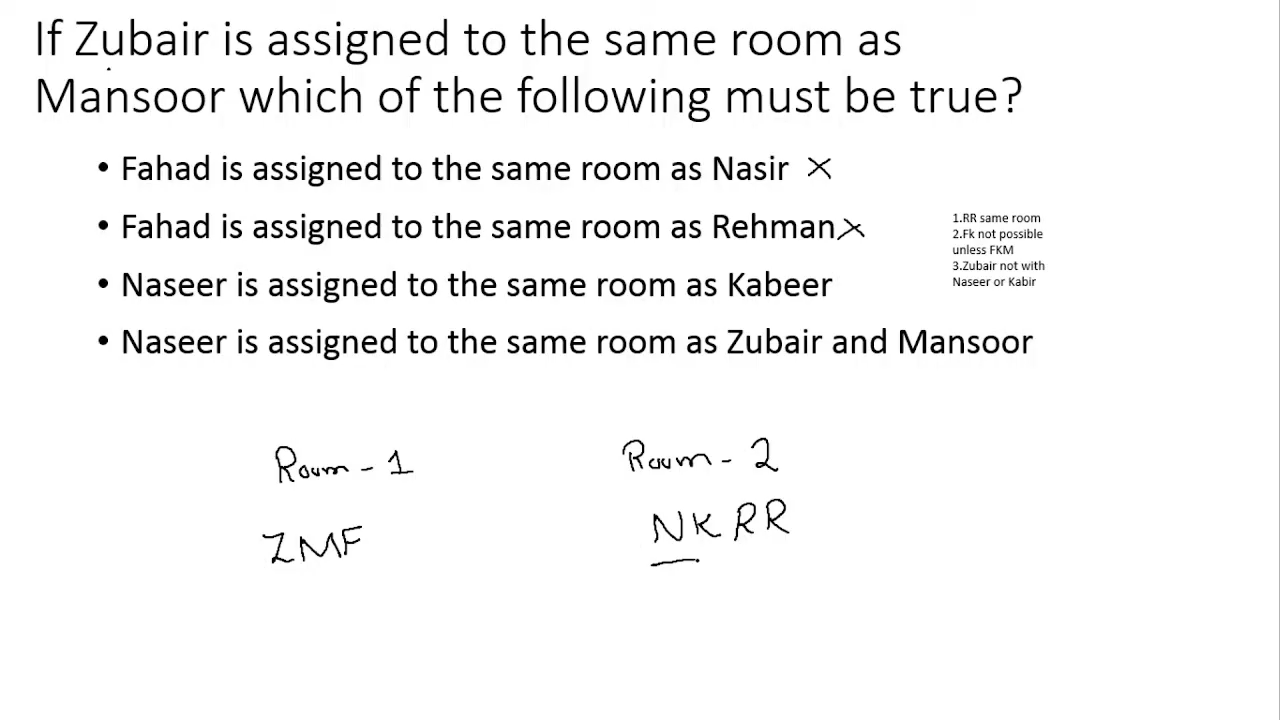 If Zubair is assigned to the same room as
Mansoor which of the following must be true?
• Fahad is assigned to the same room as Nasir ×
• Fahad is assigned to the same room as Rehman ×
• Naseer is assigned to the same room as Kabeer
• Naseer is assigned to the same room as Zubair and Mansoor
1.RR same room
2.Fk not possible
unless FKM
3.Zubair not with
Naseer or Kabir
Room - 1
Room - 2
ZMF
NKRR